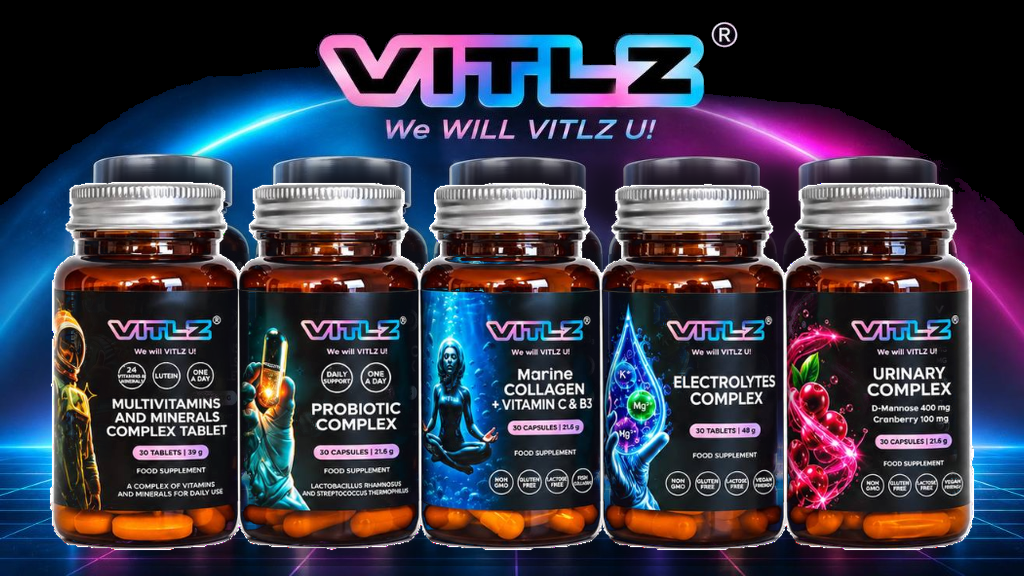 VITLZ®
We WILL VITLZ U!
VITLZ®
We will VITLZ U!
24 VITAMINS & MINERALS
LUTEIN
ONE A DAY
MULTIVITAMINS
AND MINERALS
COMPLEX TABLET
30 TABLETS | 39 g
FOOD SUPPLEMENT
A COMPLEX OF VITAMINS
AND MINERALS FOR DAILY USE
VITLZ®
We will VITLZ U!
DAILY SUPPORT
ONE A DAY
PROBIOTIC
COMPLEX
30 CAPSULES | 21.6 g
FOOD SUPPLEMENT
LACTOBACILLUS RHAMNOSUS
AND STREPTOCOCCUS THERMOPHILUS
VITLZ®
We will VITLZ U!
Marine
COLLAGEN
+ VITAMIN C & B3
30 CAPSULES | 21.6 g
FOOD SUPPLEMENT
NON GMO
GLUTEN FREE
LACTOSE FREE
FISH COLLAGEN
VITLZ®
We will VITLZ U!
K+
Mg2+
Hg2+
ELECTROLYTES
COMPLEX
30 TABLETS | 48 g
FOOD SUPPLEMENT
NON GMO
GLUTEN FREE
LACTOSE FREE
VEGAN FRIENDLY
VITLZ®
We will VITLZ U!
URINARY
COMPLEX
D-Mannose 400 mg
Cranberry 100 mg
30 CAPSULES | 21.6 g
FOOD SUPPLEMENT
NON GMO
GLUTEN FREE
LACTOSE FREE
VEGAN FRIENDLY